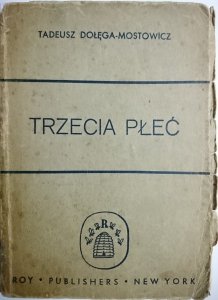 TADEUSZ DOŁĘGA-MOSTOWICZ
TRZECIA PŁEĆ
R
ROY • PUBLISHERS • NEW YORK